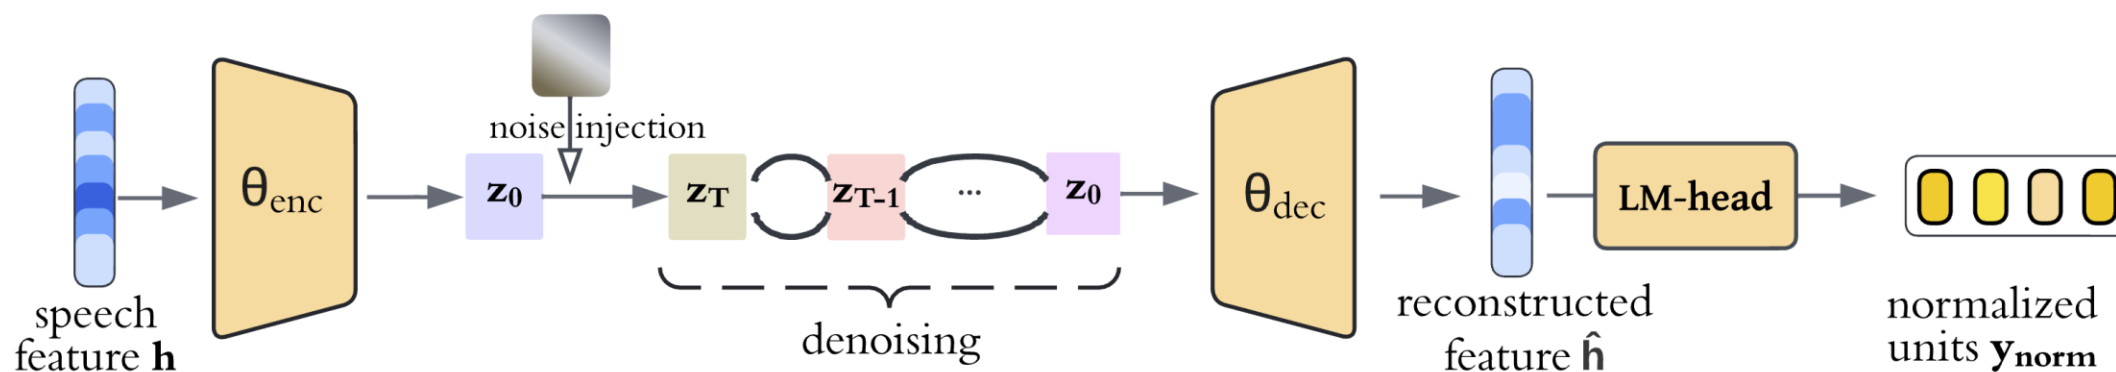 speech
feature h
θenc
z0
noise injection
zT
zT-1
...
z0
denoising
θdec
reconstructed
feature ĥ
LM-head
normalized
units ynorm